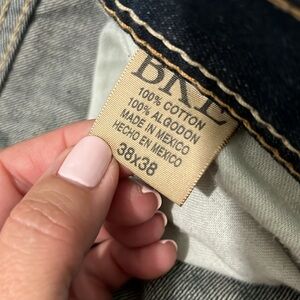 BKE
100% COTTON
100% ALGODON
MADE IN MEXICO
HECHO EN MEXICO
38x38